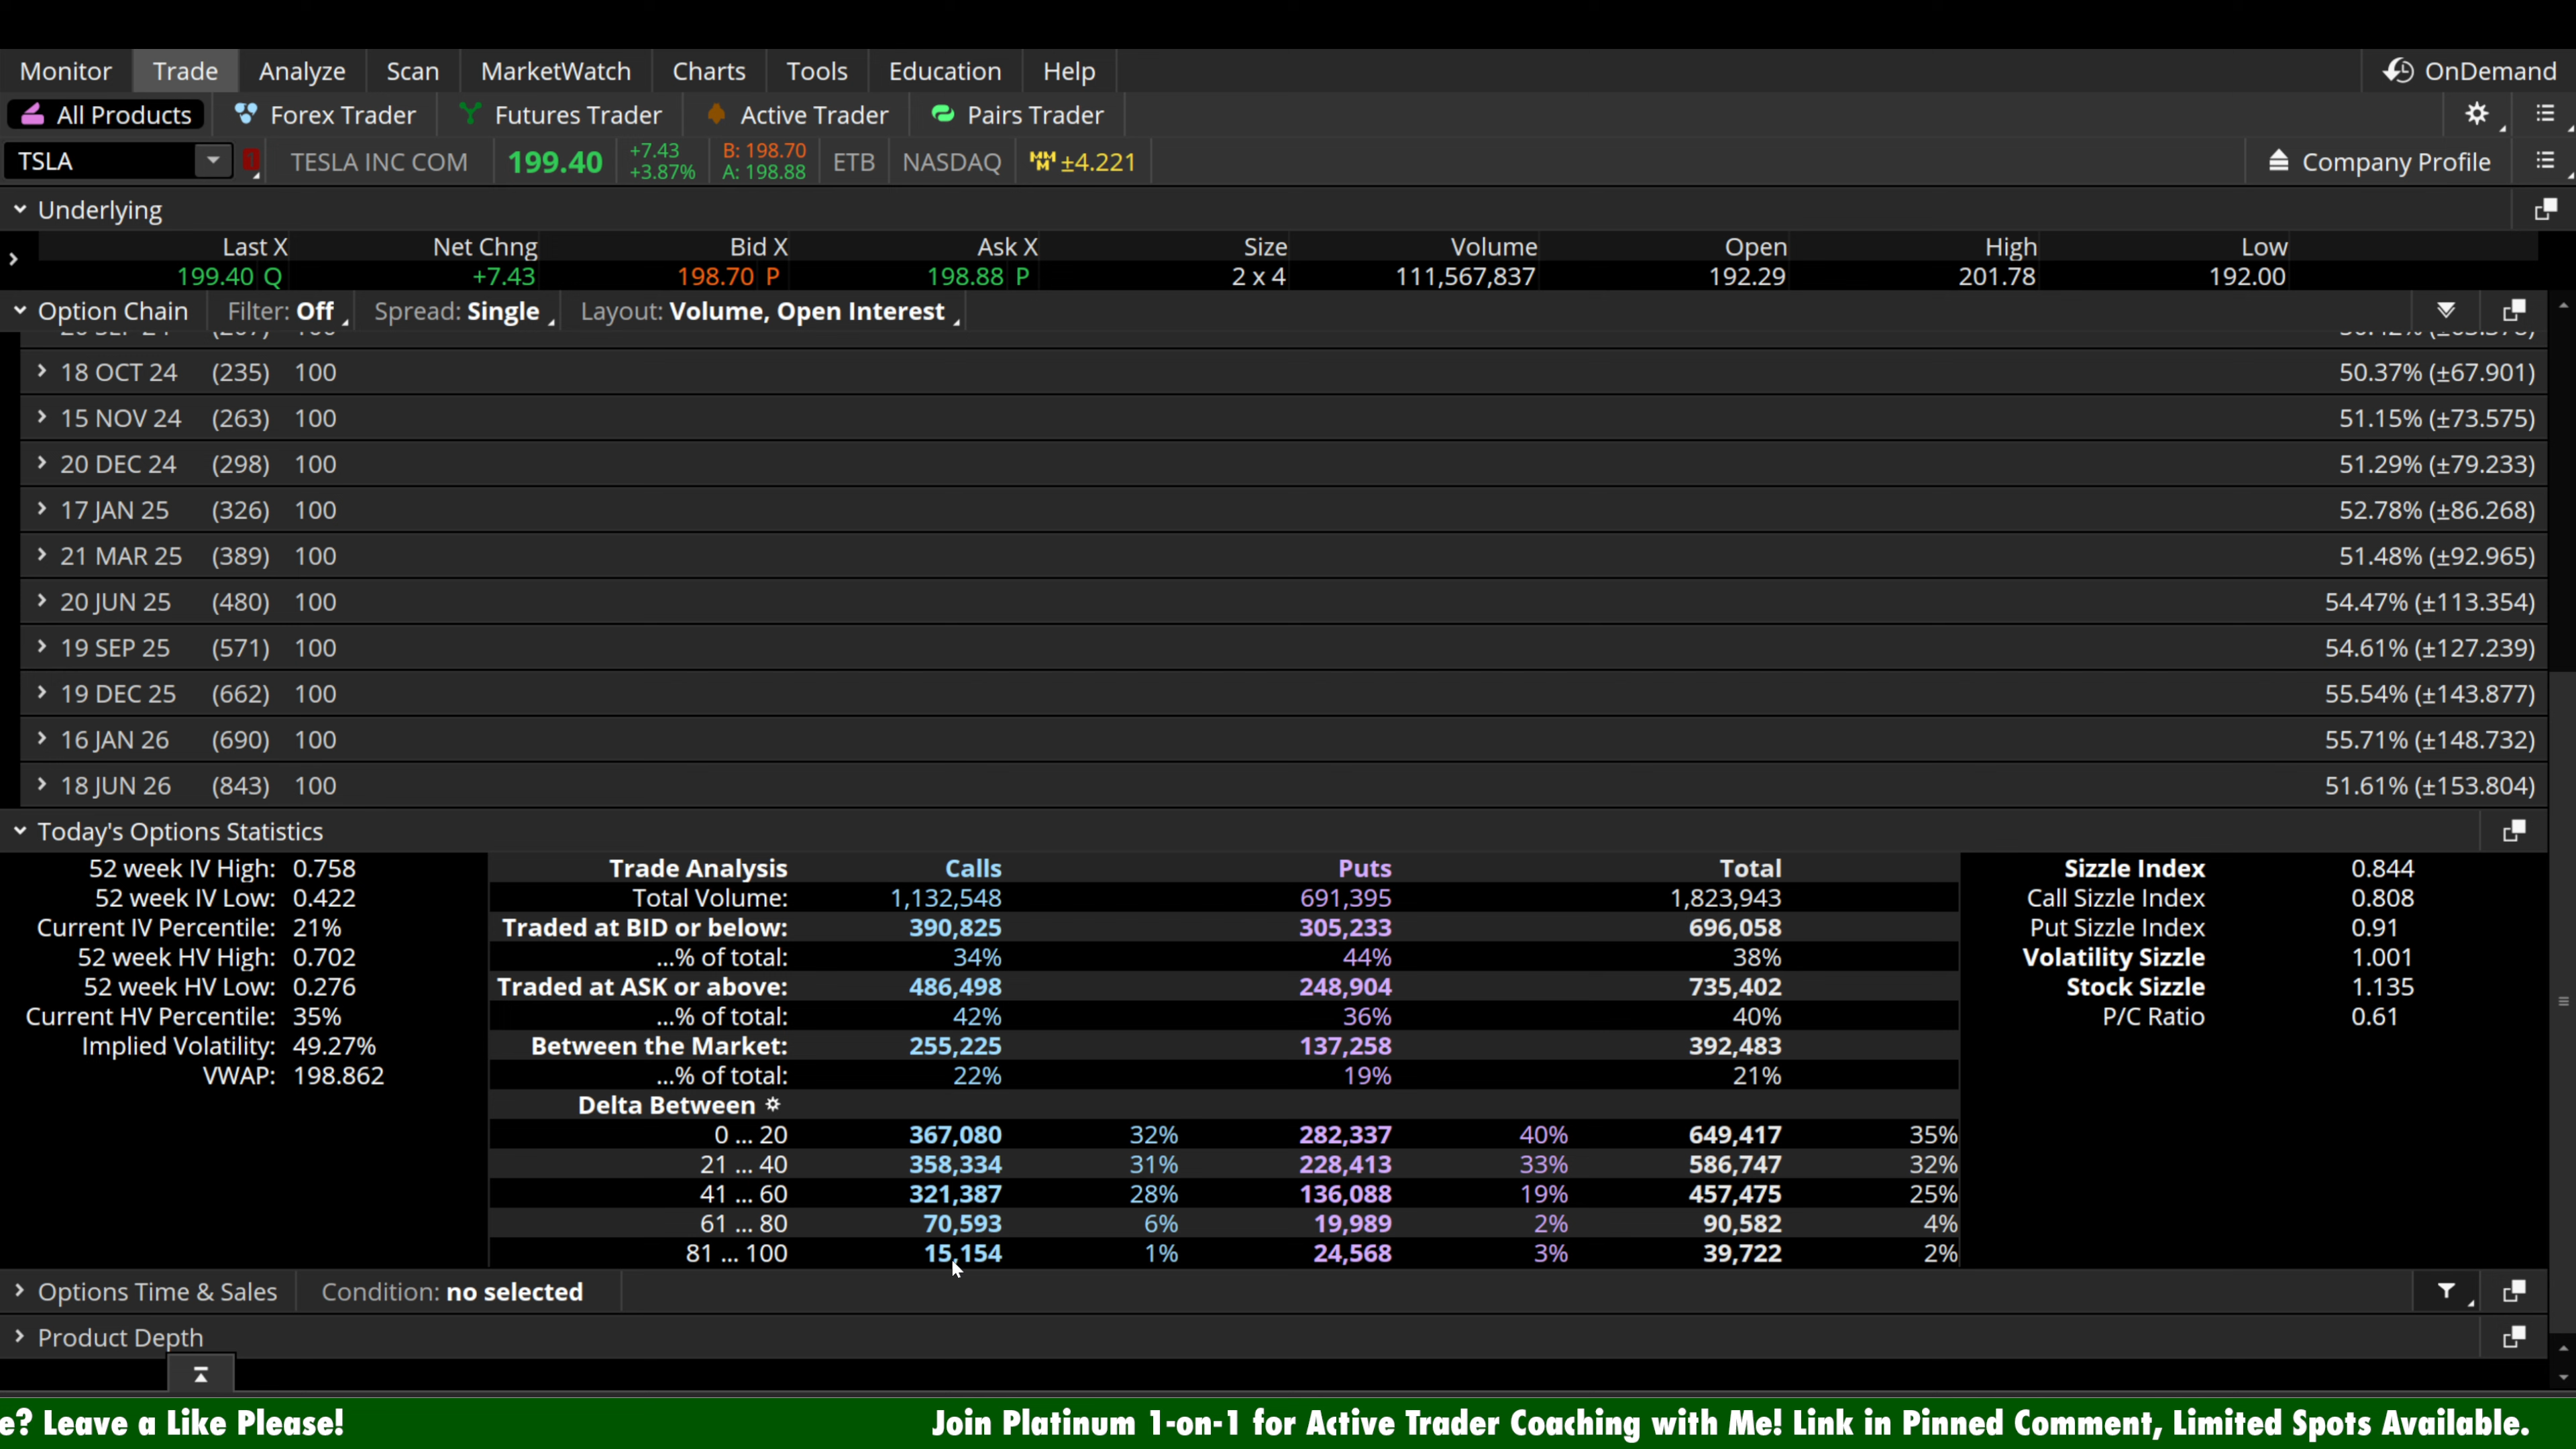 Monitor Trade Analyze Scan MarketWatch Charts Tools Education Help OnDemand
All Products Forex Trader Futures Trader Active Trader Pairs Trader
TSLA TESLA INC COM 199.40 +7.43 B: 198.70 ETB NASDAQ ±4.221 Company Profile
+3.87% A: 198.88
Underlying
Last X Net Chng Bid X Ask X Size Volume Open High Low
199.40 Q +7.43 198.70 P 198.88 P 2 x 4 111,567,837 192.29 201.78 192.00
Option Chain Filter: Off Spread: Single Layout: Volume, Open Interest
18 OCT 24 (235) 100 50.37% (±67.901)
15 NOV 24 (263) 100 51.15% (±73.575)
20 DEC 24 (298) 100 51.29% (±79.233)
17 JAN 25 (326) 100 52.78% (±86.268)
21 MAR 25 (389) 100 51.48% (±92.965)
20 JUN 25 (480) 100 54.47% (±113.354)
19 SEP 25 (571) 100 54.61% (±127.239)
19 DEC 25 (662) 100 55.54% (±143.877)
16 JAN 26 (690) 100 55.71% (±148.732)
18 JUN 26 (843) 100 51.61% (±153.804)
Today's Options Statistics
52 week IV High: 0.758 Trade Analysis Calls Puts Total Sizzle Index 0.844
52 week IV Low: 0.422 Total Volume: 1,132,548 691,395 1,823,943 Call Sizzle Index 0.808
Current IV Percentile: 21% Traded at BID or below: 390,825 305,233 696,058 Put Sizzle Index 0.91
52 week HV High: 0.702 ...% of total: 34% 44% 38% Volatility Sizzle 1.001
52 week HV Low: 0.276 Traded at ASK or above: 486,498 248,904 735,402 Stock Sizzle 1.135
Current HV Percentile: 35% ...% of total: 42% 36% 40% P/C Ratio 0.61
Implied Volatility: 49.27% Between the Market: 255,225 137,258 392,483
VWAP: 198.862 ...% of total: 22% 19% 21%
Delta Between
0 ... 20 367,080 32% 282,337 40% 649,417 35%
21 ... 40 358,334 31% 228,413 33% 586,747 32%
41 ... 60 321,387 28% 136,088 19% 457,475 25%
61 ... 80 70,593 6% 19,989 2% 90,582 4%
81 ... 100 15,154 1% 24,568 3% 39,722 2%
Options Time & Sales Condition: no selected
Product Depth
e? Leave a Like Please! Join Platinum 1-on-1 for Active Trader Coaching with Me! Link in Pinned Comment, Limited Spots Available.